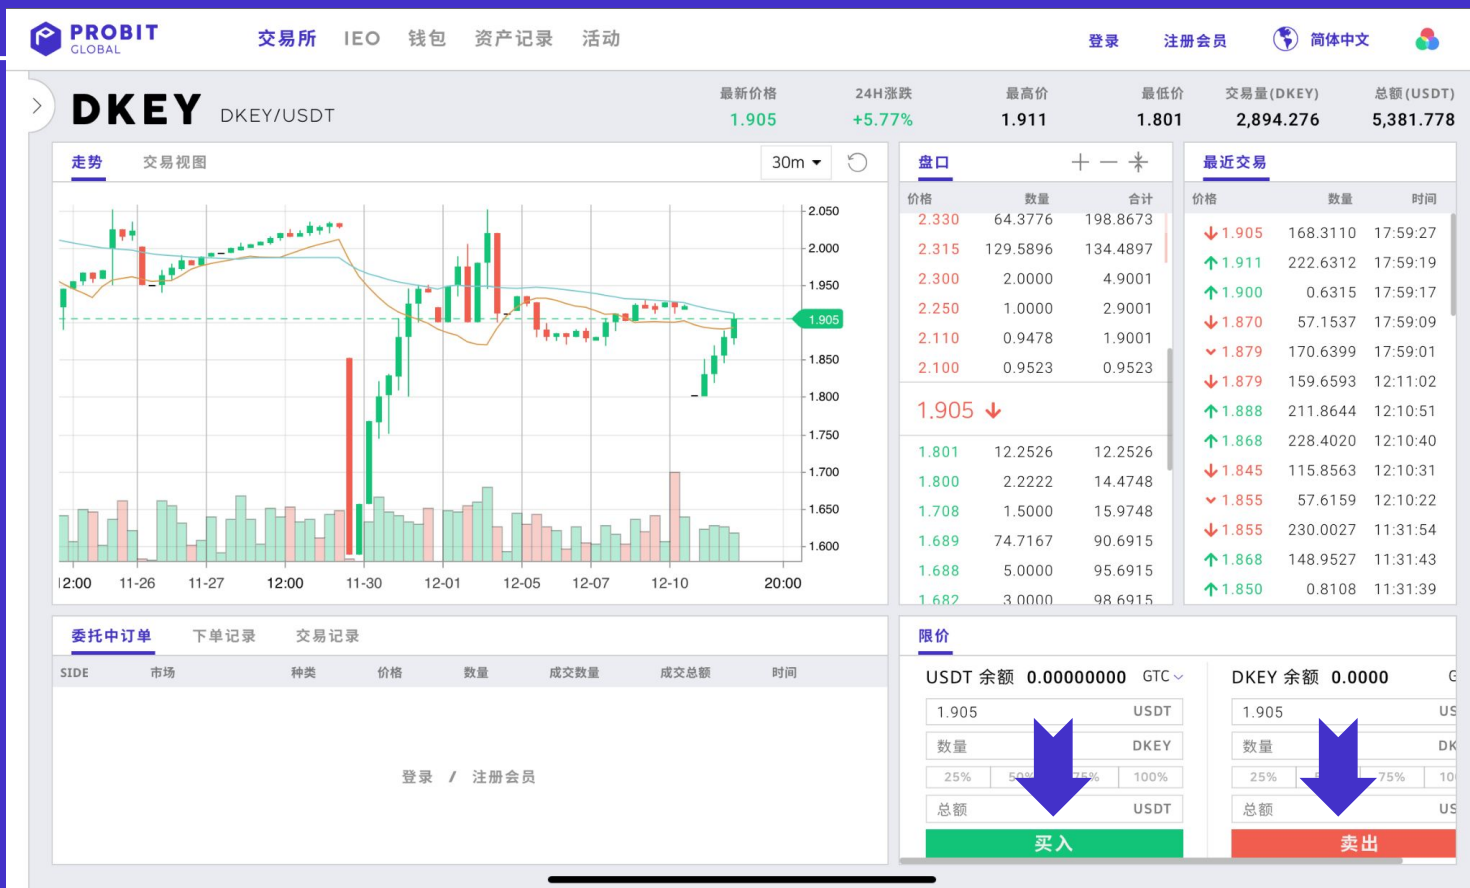 PROBIT
GLOBAL
交易所 IEO 钱包 资产记录 活动
登录 注册会员 简体中文
DKEY DKEY/USDT
最新价格 24H涨跌 最高价 最低价 交易量(DKEY) 总额(USDT)
1.905 +5.77% 1.911 1.801 2,894.276 5,381.778
走势 交易视图 30m
2.050
2.000
1.950
1.905
1.850
1.800
1.750
1.700
1.650
1.600
12:00 11-26 11-27 12:00 11-30 12-01 12-05 12-07 12-10 20:00
盘口
价格 数量 合计
2.330 64.3776 198.8673
2.315 129.5896 134.4897
2.300 2.0000 4.9001
2.250 1.0000 2.9001
2.110 0.9478 1.9001
2.100 0.9523 0.9523
1.905
1.801 12.2526 12.2526
1.800 2.2222 14.4748
1.708 1.5000 15.9748
1.689 74.7167 90.6915
1.688 5.0000 95.6915
1.682 3.0000 98.6915
最近交易
价格 数量 时间
1.905 168.3110 17:59:27
1.911 222.6312 17:59:19
1.900 0.6315 17:59:17
1.870 57.1537 17:59:09
1.879 170.6399 17:59:01
1.879 159.6593 12:11:02
1.888 211.8644 12:10:51
1.868 228.4020 12:10:40
1.845 115.8563 12:10:31
1.855 57.6159 12:10:22
1.855 230.0027 11:31:54
1.868 148.9527 11:31:43
1.850 0.8108 11:31:39
委托中订单 下单记录 交易记录
SIDE 市场 种类 价格 数量 成交数量 成交总额 时间
登录 / 注册会员
限价
USDT 余额 0.00000000 GTC
1.905 USDT
数量 DKEY
25% 75% 100%
总额 USDT
买入
DKEY 余额 0.0000
1.905 US
数量 DK
25% 75% 10
总额 US
卖出